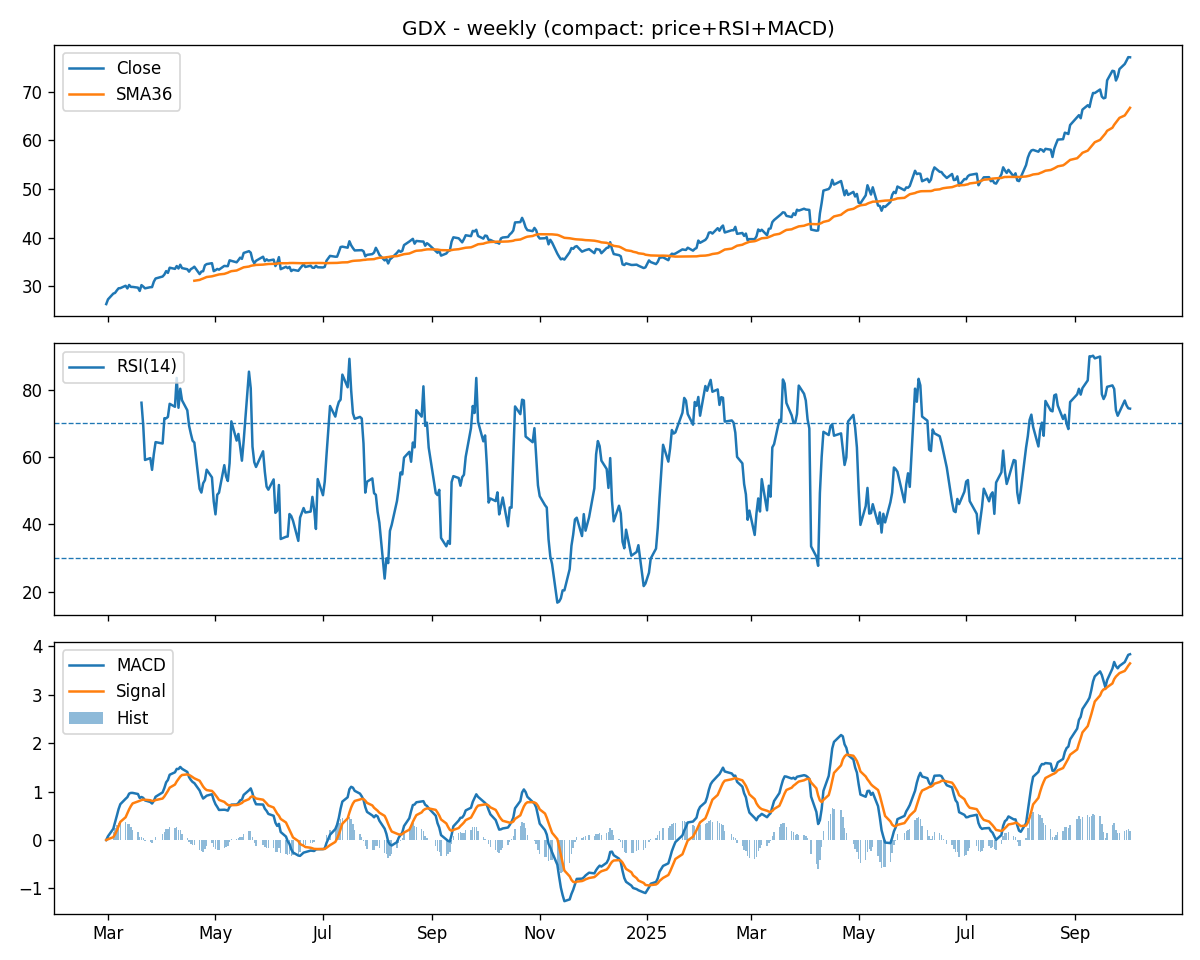 GDX - weekly (compact: price+RSI+MACD)
Close
SMA36
70
60
50
40
30
RSI(14)
80
60
40
20
MACD
Signal
Hist
4
3
2
1
0
−1
Mar May Jul Sep Nov 2025 Mar May Jul Sep